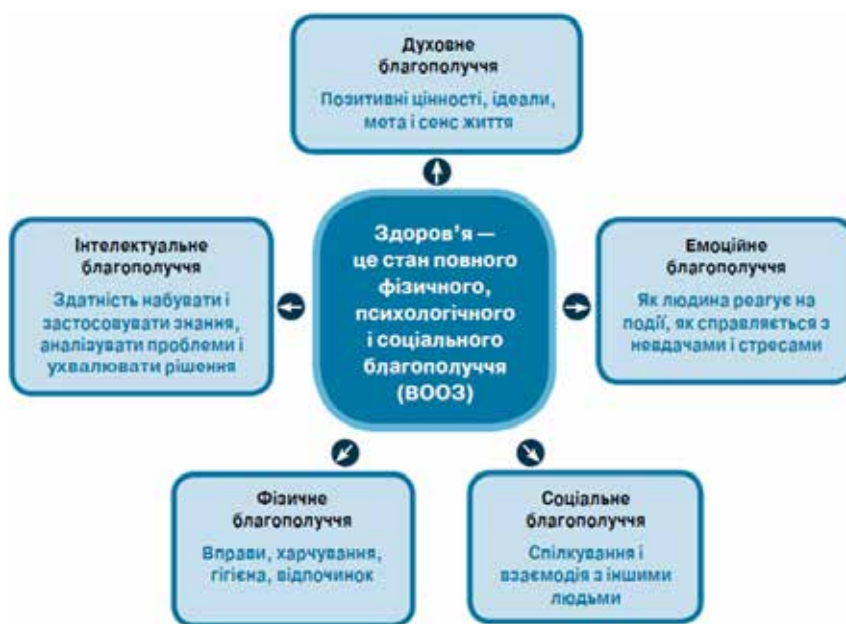 Духовне
благополуччя
Позитивні цінності, ідеали,
мета і сенс життя
Інтелектуальне
благополуччя
Здатність набувати і
застосовувати знання,
аналізувати проблеми і
ухвалювати рішення
Здоров’я —
це стан повного
фізичного,
психологічного
і соціального
благополуччя
(ВООЗ)
Емоційне
благополуччя
Як людина реагує на
події, як справляється з
невдачами і стресами
Фізичне
благополуччя
Вправи, харчування,
гігієна, відпочинок
Соціальне
благополуччя
Спілкування і
взаємодія з іншими
людьми